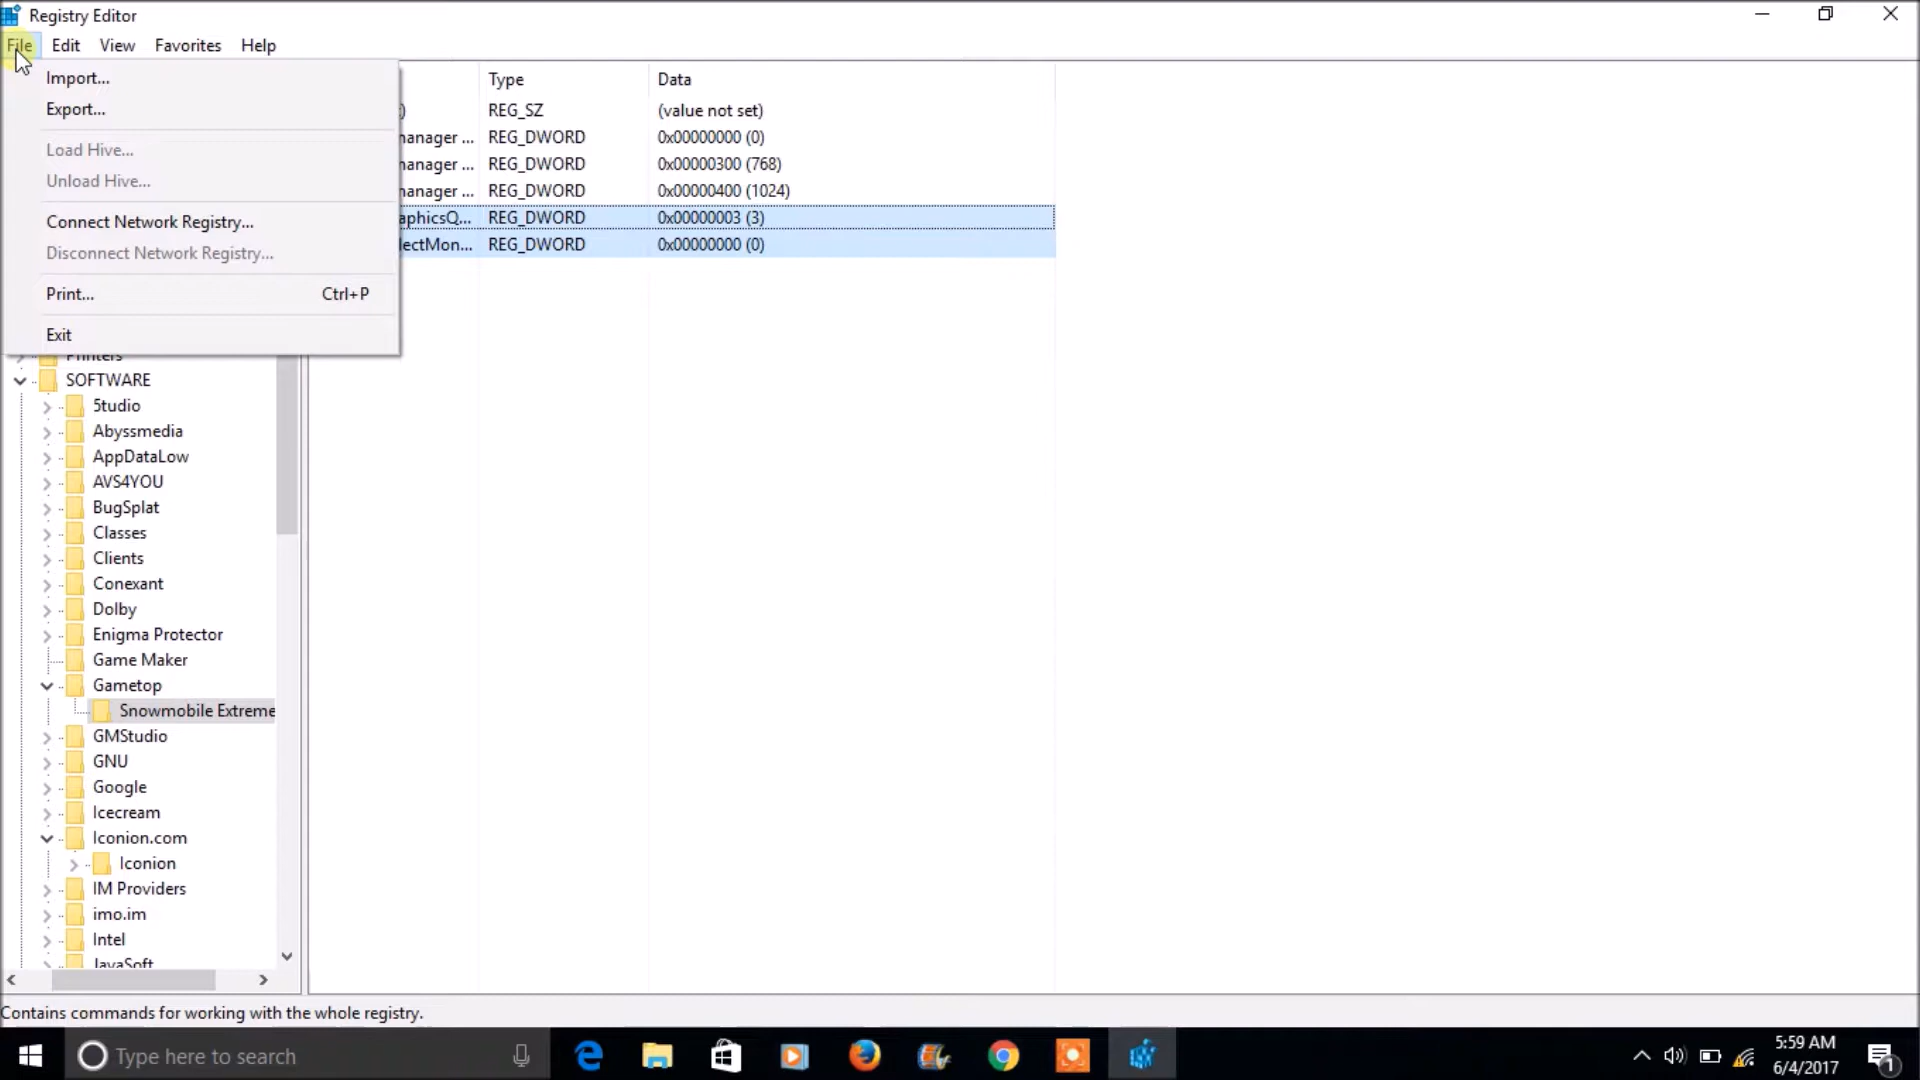 Registry Editor
File Edit View Favorites Help
Import...
Export...
Load Hive...
Unload Hive...
Connect Network Registry...
Disconnect Network Registry...
Print... Ctrl+P
Exit
Type Data
REG_SZ (value not set)
anager ... REG_DWORD 0x00000000 (0)
anager ... REG_DWORD 0x00000300 (768)
anager ... REG_DWORD 0x00000400 (1024)
aphicsQ... REG_DWORD 0x00000003 (3)
lectMon... REG_DWORD 0x00000000 (0)
Printers
SOFTWARE
5tudio
Abyssmedia
AppDataLow
AVS4YOU
BugSplat
Classes
Clients
Conexant
Dolby
Enigma Protector
Game Maker
Gametop
Snowmobile Extreme
GMStudio
GNU
Google
Icecream
Iconion.com
Iconion
IM Providers
imo.im
Intel
JavaSoft
Contains commands for working with the whole registry.
Type here to search
5:59 AM
6/4/2017
1